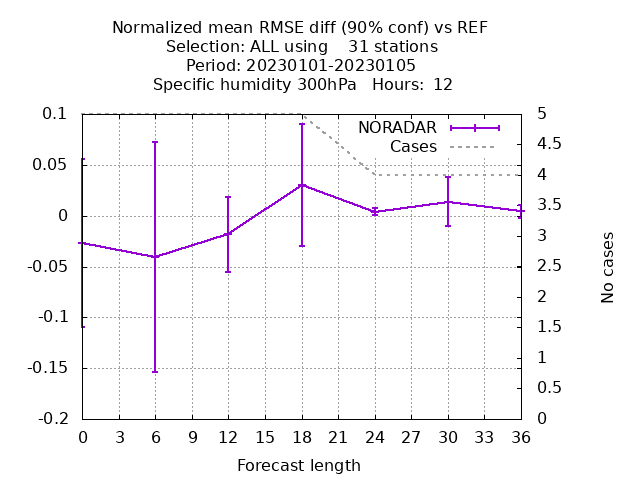 Normalized mean RMSE diff (90% conf) vs REF
Selection: ALL using    31 stations
Period: 20230101-20230105
Specific humidity 300hPa   Hours:  12
NORADAR
Cases
0.1
0.05
0
-0.05
-0.1
-0.15
-0.2
5
4.5
4
3.5
3
2.5
2
1.5
1
0.5
0
No cases
0 3 6 9 12 15 18 21 24 27 30 33 36
Forecast length